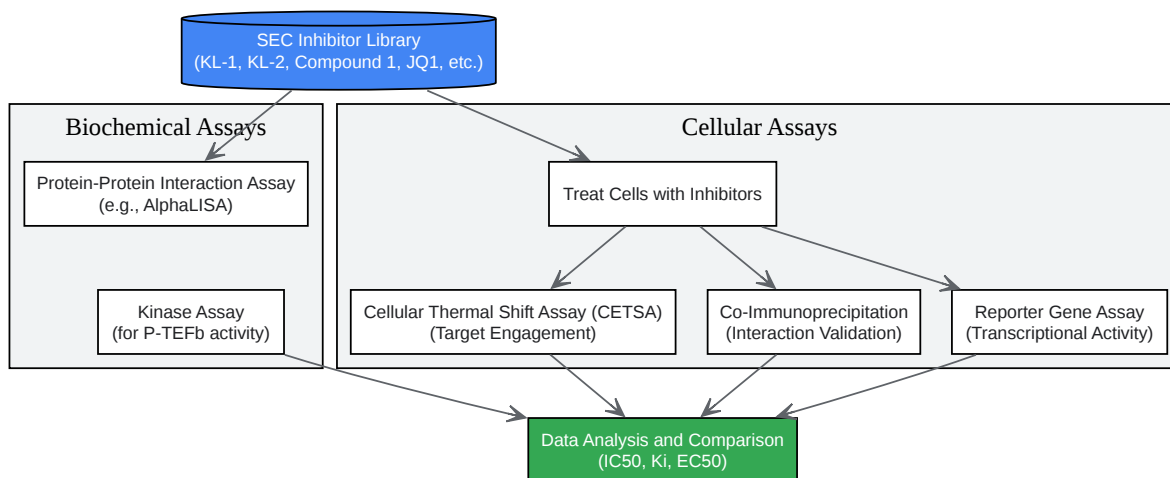 SEC Inhibitor Library
(KL-1, KL-2, Compound 1, JQ1, etc.)
Biochemical Assays
Cellular Assays
Protein-Protein Interaction Assay
(e.g., AlphaLISA)
Treat Cells with Inhibitors
Kinase Assay
(for P-TEFb activity)
Cellular Thermal Shift Assay (CETSA)
(Target Engagement)
Co-Immunoprecipitation
(Interaction Validation)
Reporter Gene Assay
(Transcriptional Activity)
Data Analysis and Comparison
(IC50, Ki, EC50)